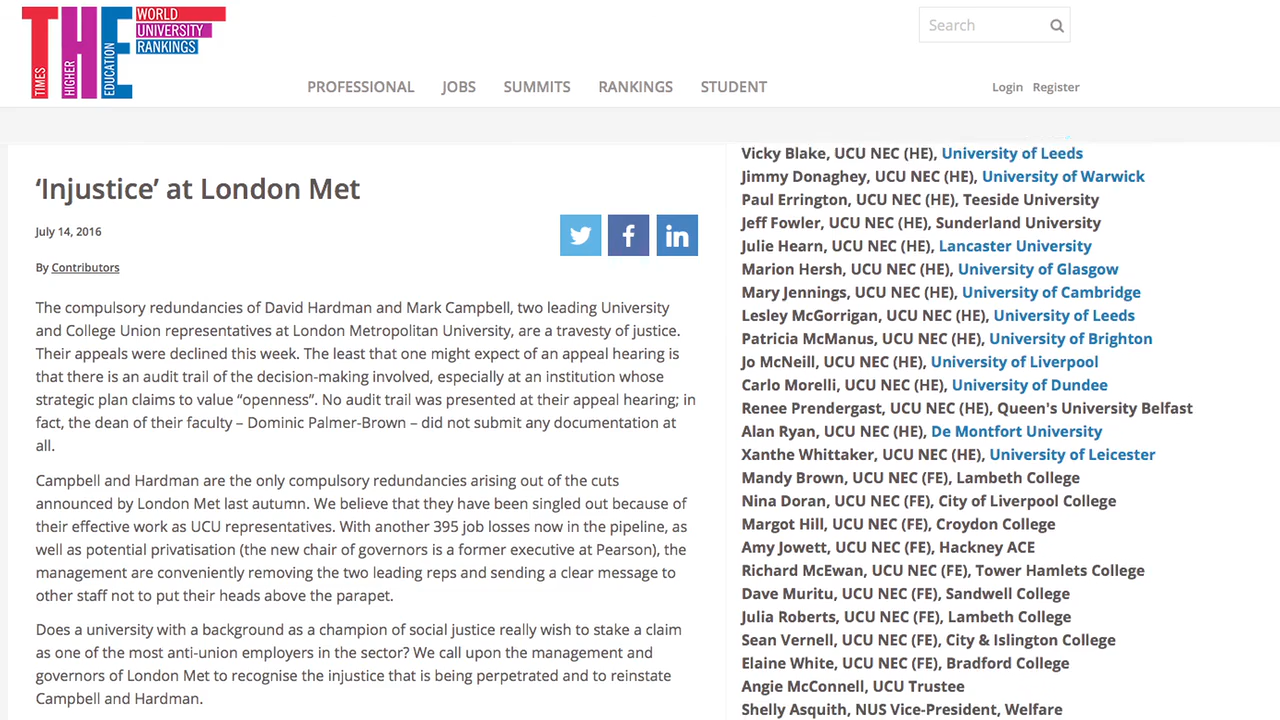 THE
TIMES
HIGHER
EDUCATION
WORLD
UNIVERSITY
RANKINGS
Search
PROFESSIONAL JOBS SUMMITS RANKINGS STUDENT
Login Register
‘Injustice’ at London Met
July 14, 2016
By Contributors
The compulsory redundancies of David Hardman and Mark Campbell, two leading University
and College Union representatives at London Metropolitan University, are a travesty of justice.
Their appeals were declined this week. The least that one might expect of an appeal hearing is
that there is an audit trail of the decision-making involved, especially at an institution whose
strategic plan claims to value “openness”. No audit trail was presented at their appeal hearing; in
fact, the dean of their faculty – Dominic Palmer-Brown – did not submit any documentation at
all.
Campbell and Hardman are the only compulsory redundancies arising out of the cuts
announced by London Met last autumn. We believe that they have been singled out because of
their effective work as UCU representatives. With another 395 job losses now in the pipeline, as
well as potential privatisation (the new chair of governors is a former executive at Pearson), the
management are conveniently removing the two leading reps and sending a clear message to
other staff not to put their heads above the parapet.
Does a university with a background as a champion of social justice really wish to stake a claim
as one of the most anti-union employers in the sector? We call upon the management and
governors of London Met to recognise the injustice that is being perpetrated and to reinstate
Campbell and Hardman.
Vicky Blake, UCU NEC (HE), University of Leeds
Jimmy Donaghey, UCU NEC (HE), University of Warwick
Paul Errington, UCU NEC (HE), Teeside University
Jeff Fowler, UCU NEC (HE), Sunderland University
Julie Hearn, UCU NEC (HE), Lancaster University
Marion Hersh, UCU NEC (HE), University of Glasgow
Mary Jennings, UCU NEC (HE), University of Cambridge
Lesley McGorrigan, UCU NEC (HE), University of Leeds
Patricia McManus, UCU NEC (HE), University of Brighton
Jo McNeill, UCU NEC (HE), University of Liverpool
Carlo Morelli, UCU NEC (HE), University of Dundee
Renee Prendergast, UCU NEC (HE), Queen's University Belfast
Alan Ryan, UCU NEC (HE), De Montfort University
Xanthe Whittaker, UCU NEC (HE), University of Leicester
Mandy Brown, UCU NEC (FE), Lambeth College
Nina Doran, UCU NEC (FE), City of Liverpool College
Margot Hill, UCU NEC (FE), Croydon College
Amy Jowett, UCU NEC (FE), Hackney ACE
Richard McEwan, UCU NEC (FE), Tower Hamlets College
Dave Muritu, UCU NEC (FE), Sandwell College
Julia Roberts, UCU NEC (FE), Lambeth College
Sean Vernell, UCU NEC (FE), City & Islington College
Elaine White, UCU NEC (FE), Bradford College
Angie McConnell, UCU Trustee
Shelly Asquith, NUS Vice-President, Welfare